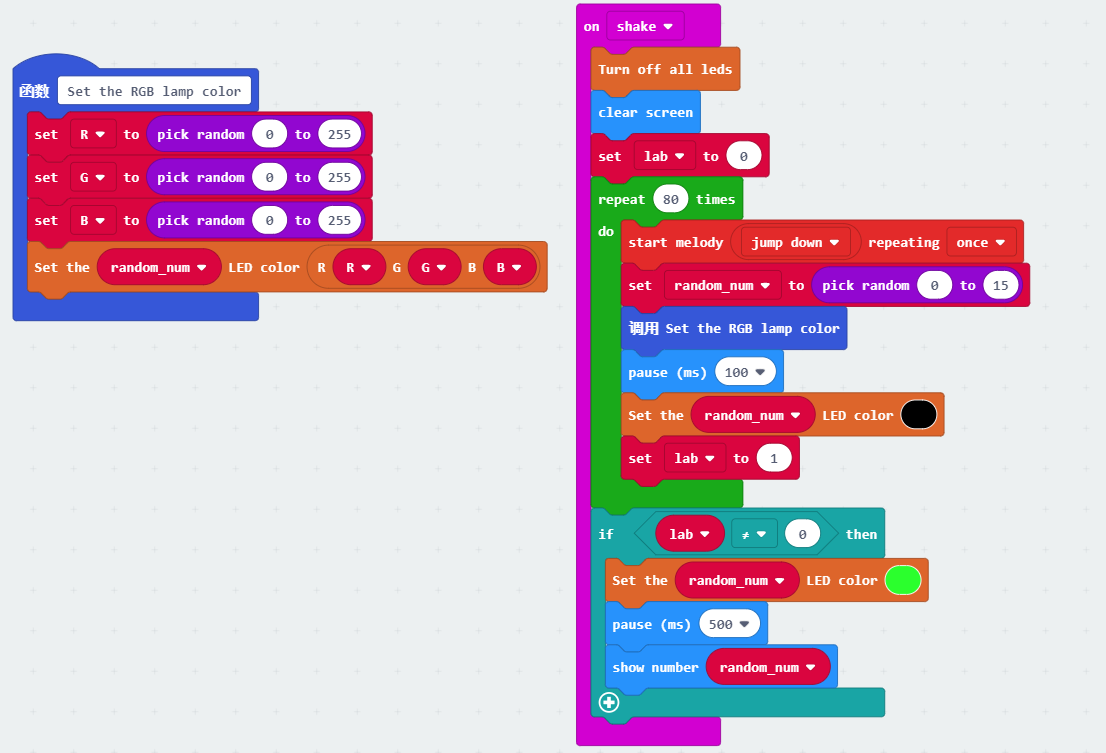 函数 Set the RGB lamp color
set R to pick random 0 to 255
set G to pick random 0 to 255
set B to pick random 0 to 255
Set the random_num LED color R R G G B B
on shake
Turn off all leds
clear screen
set lab to 0
repeat 80 times
do
start melody jump down repeating once
set random_num to pick random 0 to 15
调用 Set the RGB lamp color
pause (ms) 100
Set the random_num LED color
set lab to 1
if lab ≠ 0 then
Set the random_num LED color
pause (ms) 500
show number random_num